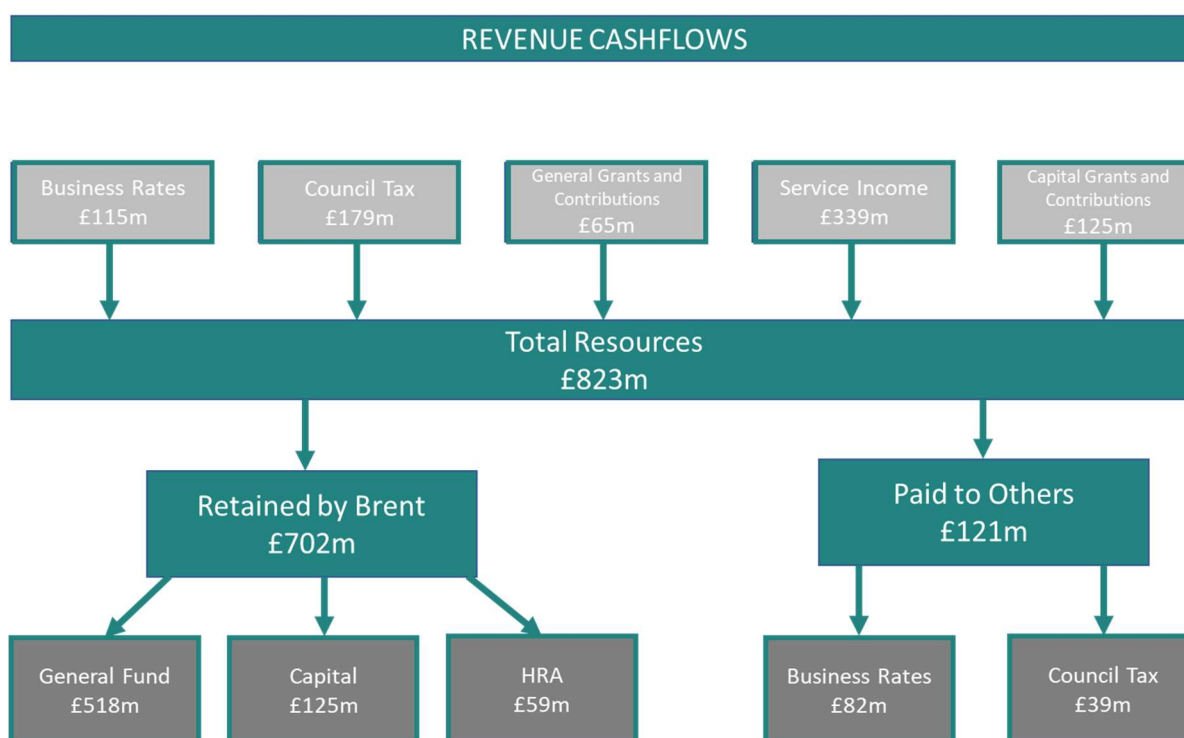 REVENUE CASHFLOWS
Business Rates
£115m
Council Tax
£179m
General Grants and
Contributions
£65m
Service Income
£339m
Capital Grants and
Contributions
£125m
Total Resources
£823m
Retained by Brent
£702m
Paid to Others
£121m
General Fund
£518m
Capital
£125m
HRA
£59m
Business Rates
£82m
Council Tax
£39m